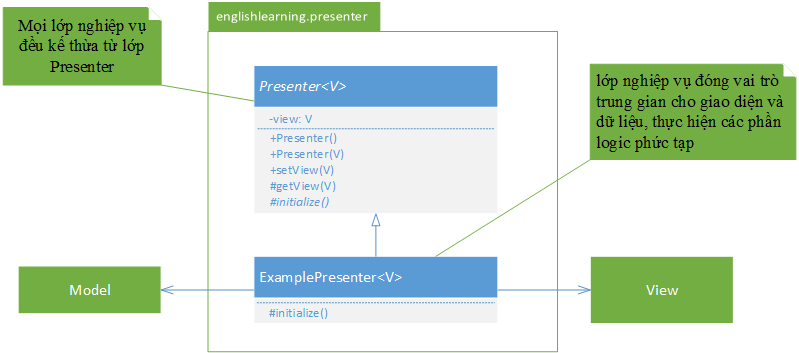 englishlearning.presenter
Mọi lớp nghiệp vụ
đều kế thừa từ lớp
Presenter
Presenter<V>
-view: V
+Presenter()
+Presenter(V)
+setView(V)
#getView(V)
#initialize()
lớp nghiệp vụ đóng vai trò
trung gian cho giao diện và
dữ liệu, thực hiện các phần
logic phức tạp
Model
ExamplePresenter<V>
#initialize()
View